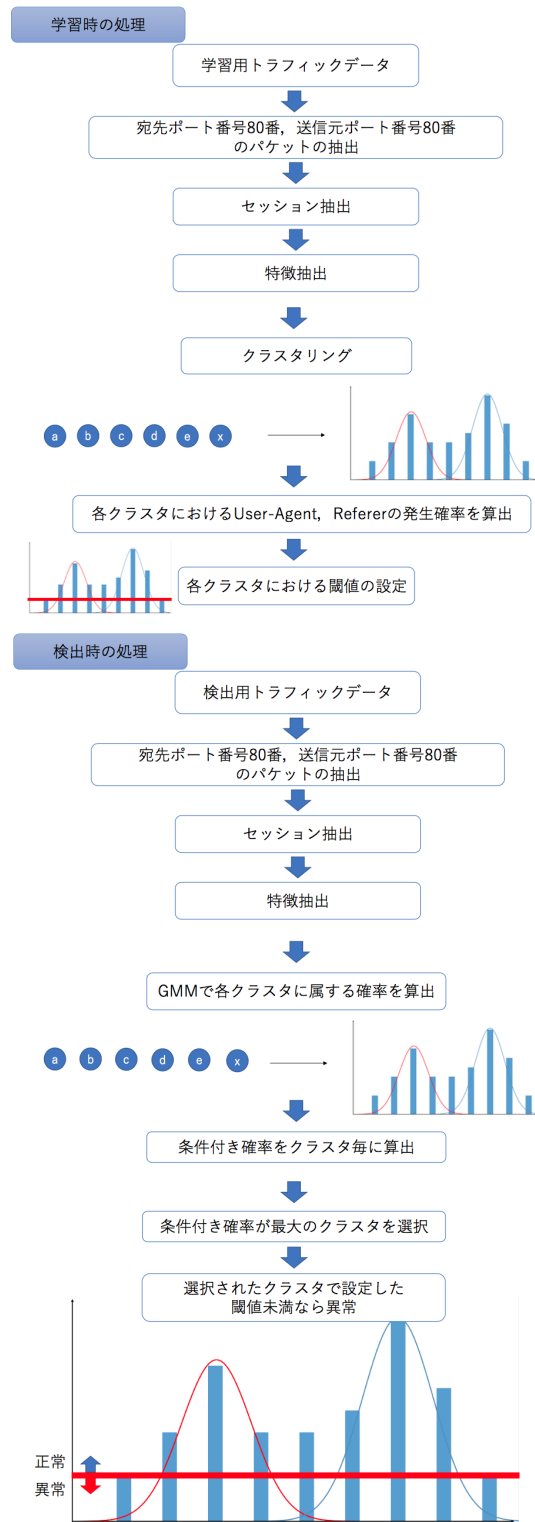 学習時の処理
学習用トラフィックデータ
宛先ポート番号80番，送信元ポート番号80番
のパケットの抽出
セッション抽出
特徴抽出
クラスタリング
a b c d e x
各クラスタにおけるUser-Agent，Refererの発生確率を算出
各クラスタにおける閾値の設定
検出時の処理
検出用トラフィックデータ
宛先ポート番号80番，送信元ポート番号80番
のパケットの抽出
セッション抽出
特徴抽出
GMMで各クラスタに属する確率を算出
a b c d e x
条件付き確率をクラスタ毎に算出
条件付き確率が最大のクラスタを選択
選択されたクラスタで設定した
閾値未満なら異常
正常
異常